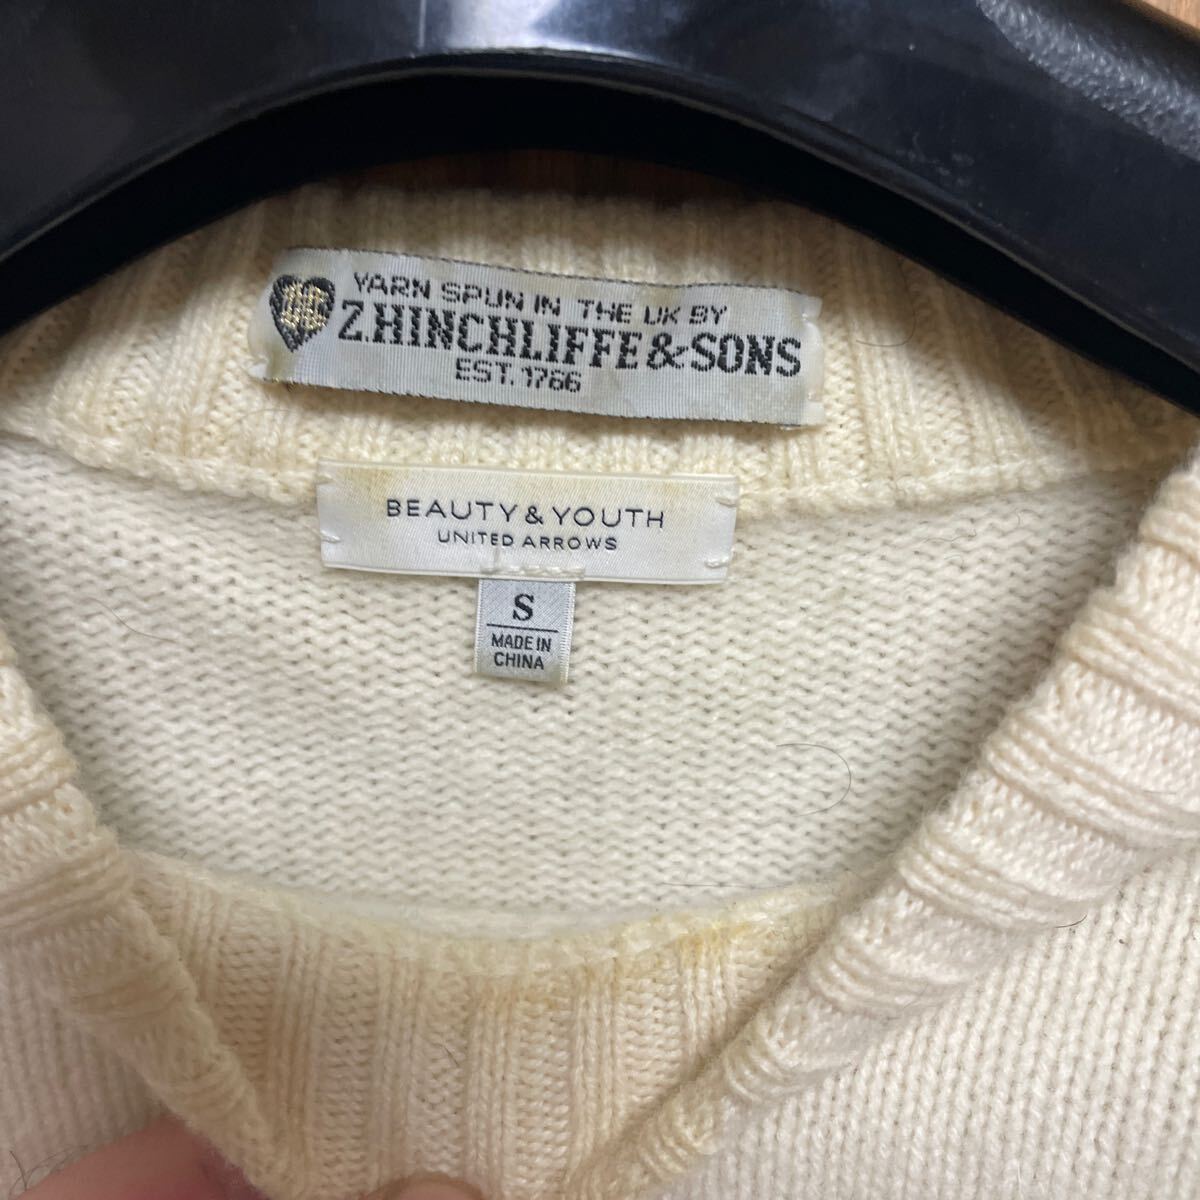 YARN SPUN IN THE UK BY
Z.HINCHLIFFE&SONS
EST. 1766
BEAUTY & YOUTH
UNITED ARROWS
S
MADE IN
CHINA